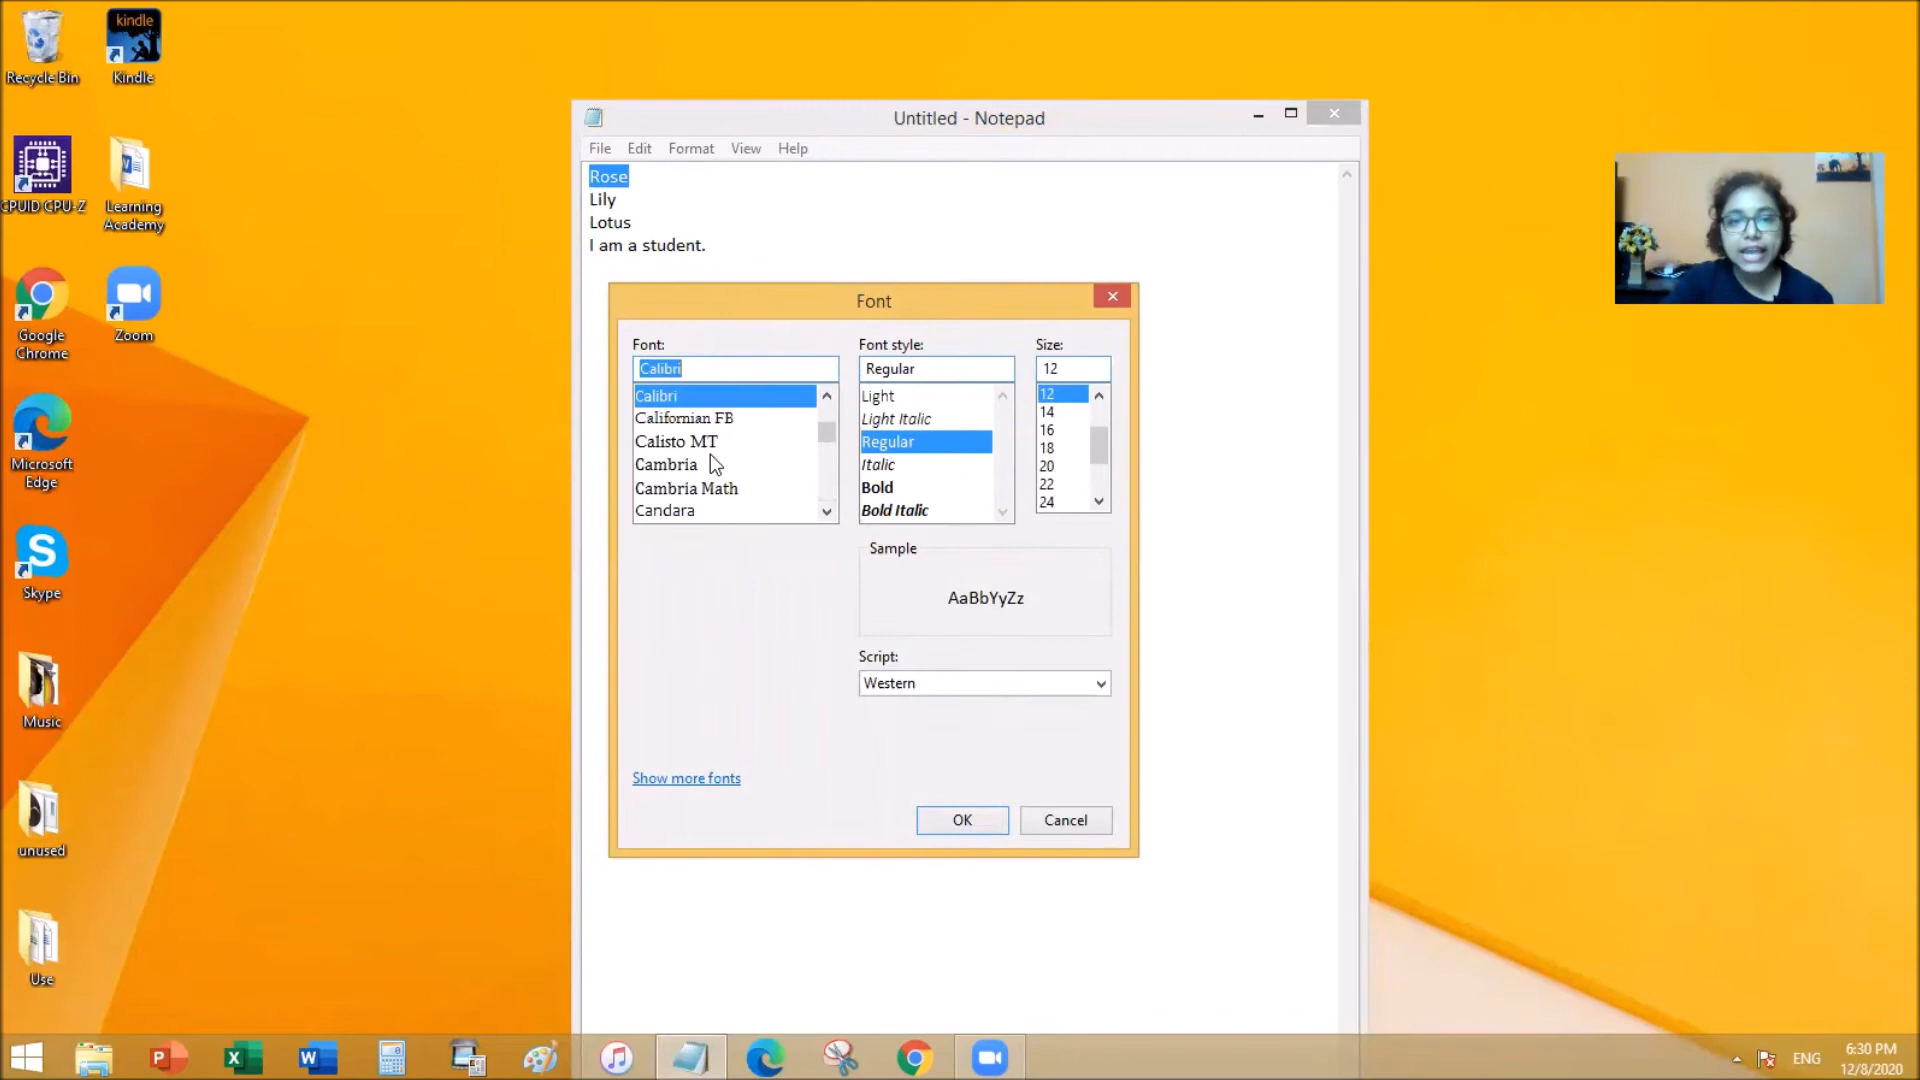 Recycle Bin
kindle
Kindle
CPUID CPU-Z
Learning
Academy
Google
Chrome
Zoom
Microsoft
Edge
Skype
Music
unused
Use
Untitled - Notepad
File Edit Format View Help
Rose
Lily
Lotus
I am a student.
Font
Font:
Calibri
Calibri
Californian FB
Calisto MT
Cambria
Cambria Math
Candara
Font style:
Regular
Light
Light Italic
Regular
Italic
Bold
Bold Italic
Size:
12
12
14
16
18
20
22
24
Sample
AaBbYyZz
Script:
Western
Show more fonts
OK Cancel
ENG
6:30 PM
12/8/2020